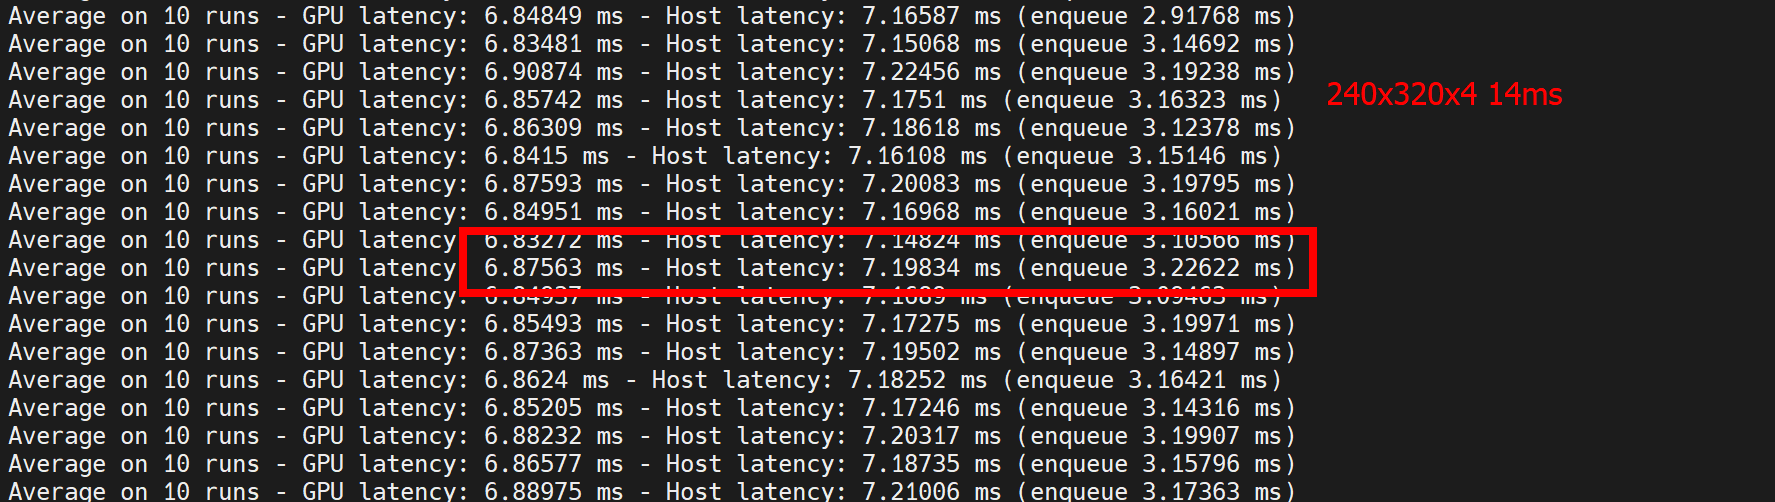 Average on 10 runs - GPU latency: 6.84849 ms - Host latency: 7.16587 ms (enqueue 2.91768 ms)
Average on 10 runs - GPU latency: 6.83481 ms - Host latency: 7.15068 ms (enqueue 3.14692 ms)
Average on 10 runs - GPU latency: 6.90874 ms - Host latency: 7.22456 ms (enqueue 3.19238 ms)
240x320x4 14ms
Average on 10 runs - GPU latency: 6.85742 ms - Host latency: 7.1751 ms (enqueue 3.16323 ms)
Average on 10 runs - GPU latency: 6.86309 ms - Host latency: 7.18618 ms (enqueue 3.12378 ms)
Average on 10 runs - GPU latency: 6.8415 ms - Host latency: 7.16108 ms (enqueue 3.15146 ms)
Average on 10 runs - GPU latency: 6.87593 ms - Host latency: 7.20083 ms (enqueue 3.19795 ms)
Average on 10 runs - GPU latency: 6.84951 ms - Host latency: 7.16968 ms (enqueue 3.16021 ms)
Average on 10 runs - GPU latency 6.83272 ms - Host latency: 7.14824 ms (enqueue 3.10566 ms)
Average on 10 runs - GPU latency: 6.87563 ms - Host latency: 7.19834 ms (enqueue 3.22622 ms)
Average on 10 runs - GPU latency: 6.84937 ms - Host latency: 7.1689 ms (enqueue 3.09463 ms)
Average on 10 runs - GPU latency: 6.85493 ms - Host latency: 7.17275 ms (enqueue 3.19971 ms)
Average on 10 runs - GPU latency: 6.87363 ms - Host latency: 7.19502 ms (enqueue 3.14897 ms)
Average on 10 runs - GPU latency: 6.8624 ms - Host latency: 7.18252 ms (enqueue 3.16421 ms)
Average on 10 runs - GPU latency: 6.85205 ms - Host latency: 7.17246 ms (enqueue 3.14316 ms)
Average on 10 runs - GPU latency: 6.88232 ms - Host latency: 7.20317 ms (enqueue 3.19907 ms)
Average on 10 runs - GPU latency: 6.86577 ms - Host latency: 7.18735 ms (enqueue 3.15796 ms)
Average on 10 runs - GPU latency: 6.88975 ms - Host latency: 7.21006 ms (enqueue 3.17363 ms)